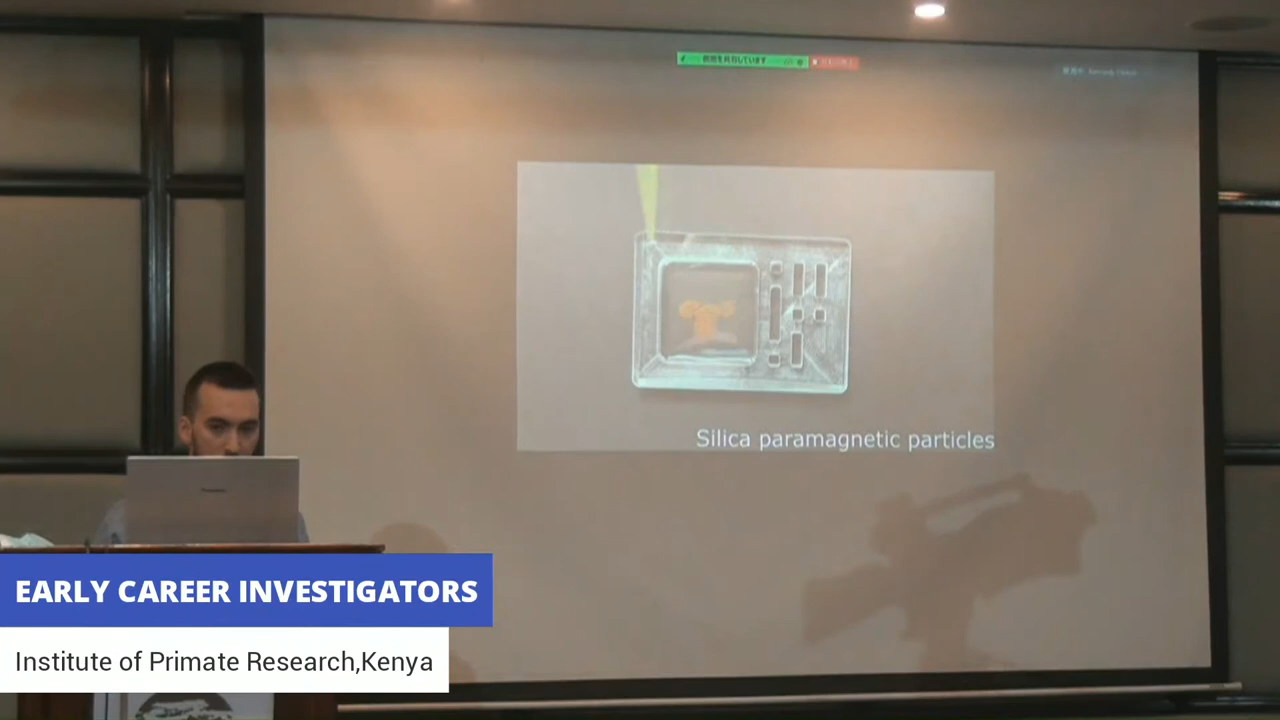 Silica paramagnetic particles
EARLY CAREER INVESTIGATORS
Institute of Primate Research,Kenya